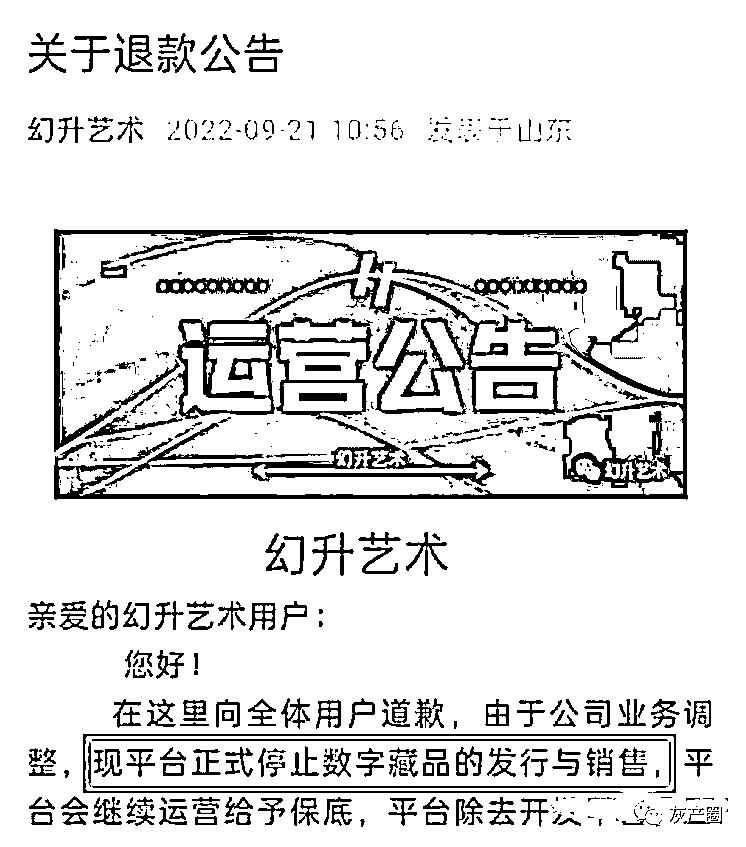 关于退款公告
幻升艺术 2022-09-21 10:56 发表于山东
运营公告
幻升艺术
幻升艺术
幻升艺术
亲爱的幻升艺术用户：
您好！
在这里向全体用户道歉，由于公司业务调
整，现平台正式停止数字藏品的发行与销售，平
台会继续运营给予保底，平台除去开发
灰产圈